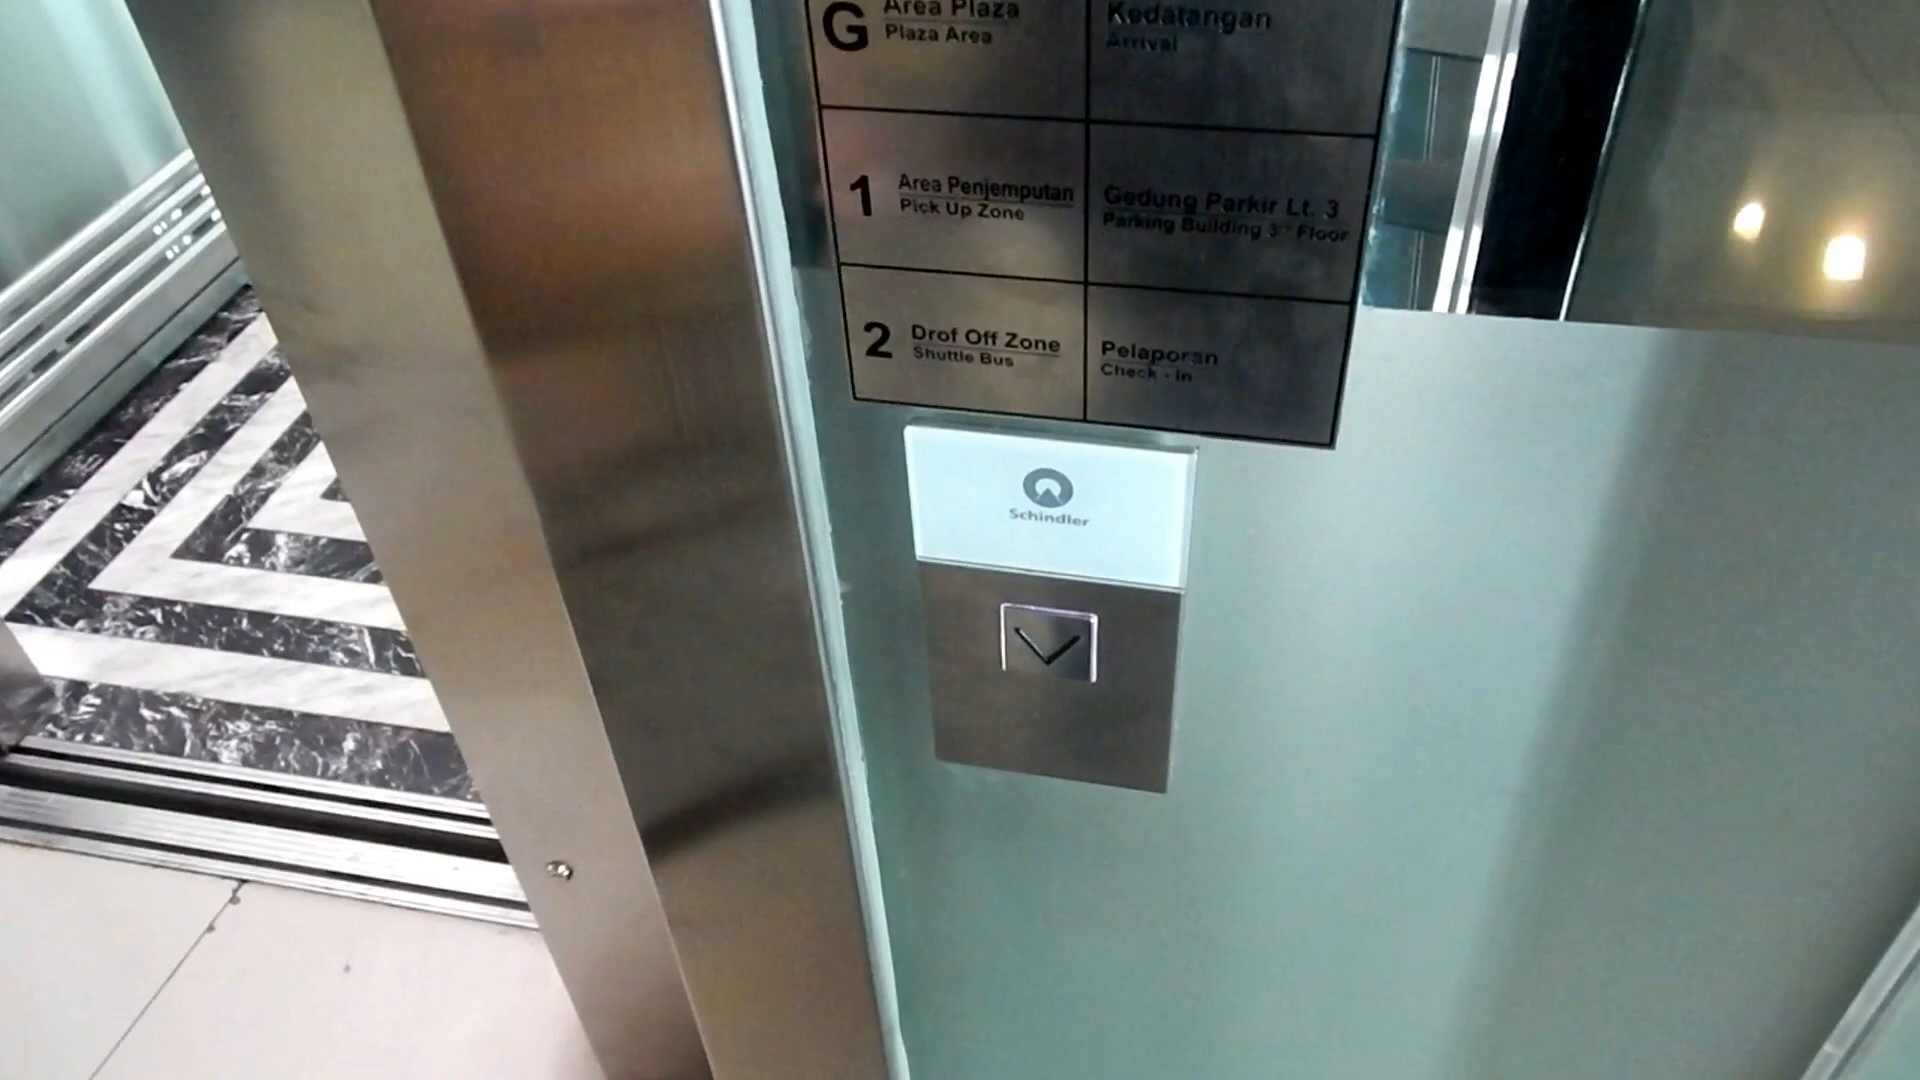 G
Area Plaza
Plaza Area
Kedatangan
Arrival
1
Area Penjemputan
Pick Up Zone
Gedung Parkir Lt. 3
Parking Building 3 Floor
2
Drof Off Zone
Shuttle Bus
Pelaporan
Check - In
Schindler